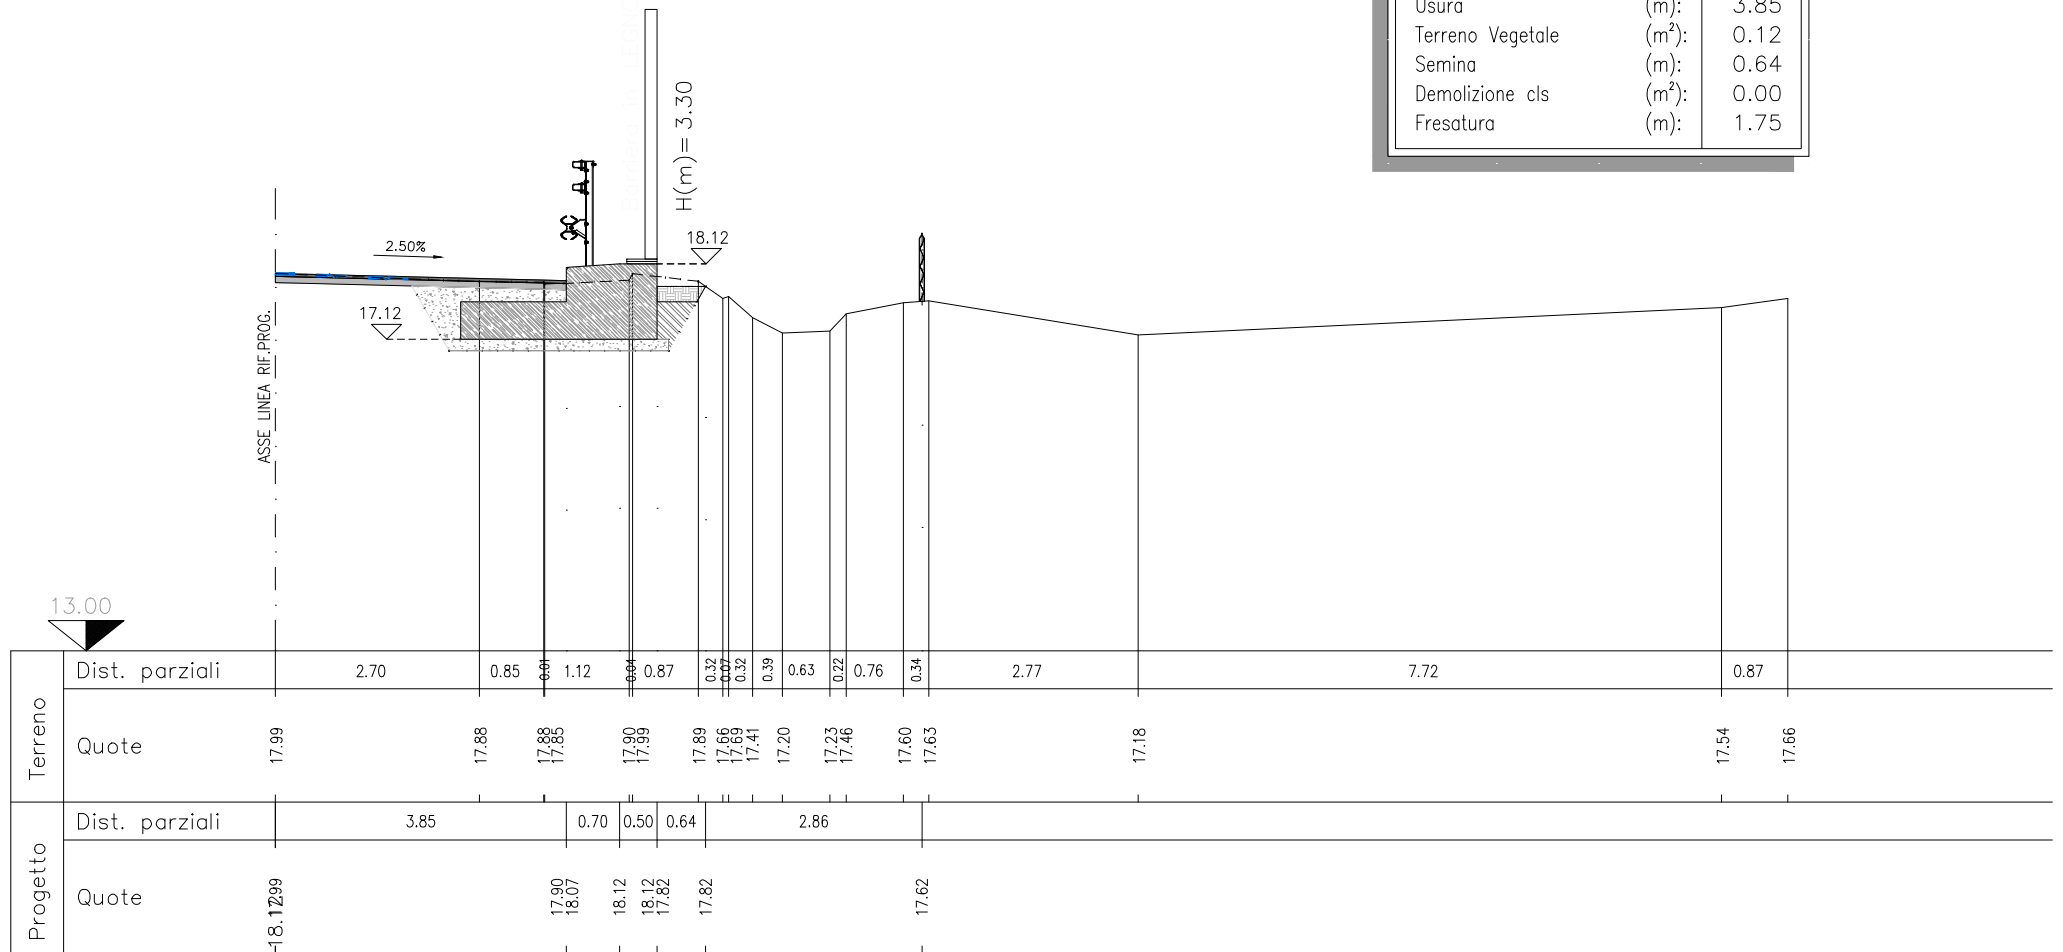 Usura (m): 3.85
Terreno Vegetale (m²): 0.12
Semina (m): 0.64
Demolizione cls (m²): 0.00
Fresatura (m): 1.75
H(m)= 3.30
18.12
2.50%
17.12
ASSE LINEA RIF.PROG.
13.00
Terreno
Dist. parziali 2.70 0.85 0.01 1.12 0.04 0.87 0.32 0.07 0.32 0.39 0.63 0.22 0.76 0.34 2.77 7.72 0.87
Quote 17.99 17.88 17.88 17.85 17.90 17.99 17.89 17.66 17.69 17.41 17.20 17.23 17.46 17.60 17.63 17.18 17.54 17.66
Progetto
Dist. parziali 3.85 0.70 0.50 0.64 2.86
Quote 17.90 18.07 18.12 18.12 17.82 17.82 17.62